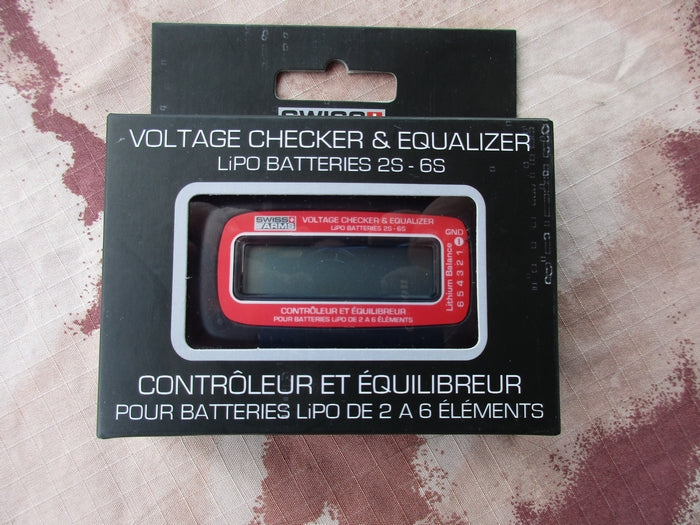 SWISS
VOLTAGE CHECKER & EQUALIZER
LiPO BATTERIES 2S - 6S
SWISS ARMS
VOLTAGE CHECKER & EQUALIZER
LiPO BATTERIES 2S - 6S
GND
Lithium Balance
6 5 4 3 2 1
CONTRÔLEUR ET ÉQUILIBREUR
POUR BATTERIES LiPO DE 2 A 6 ÉLÉMENTS
CONTRÔLEUR ET ÉQUILIBREUR
POUR BATTERIES LiPO DE 2 A 6 ÉLÉMENTS